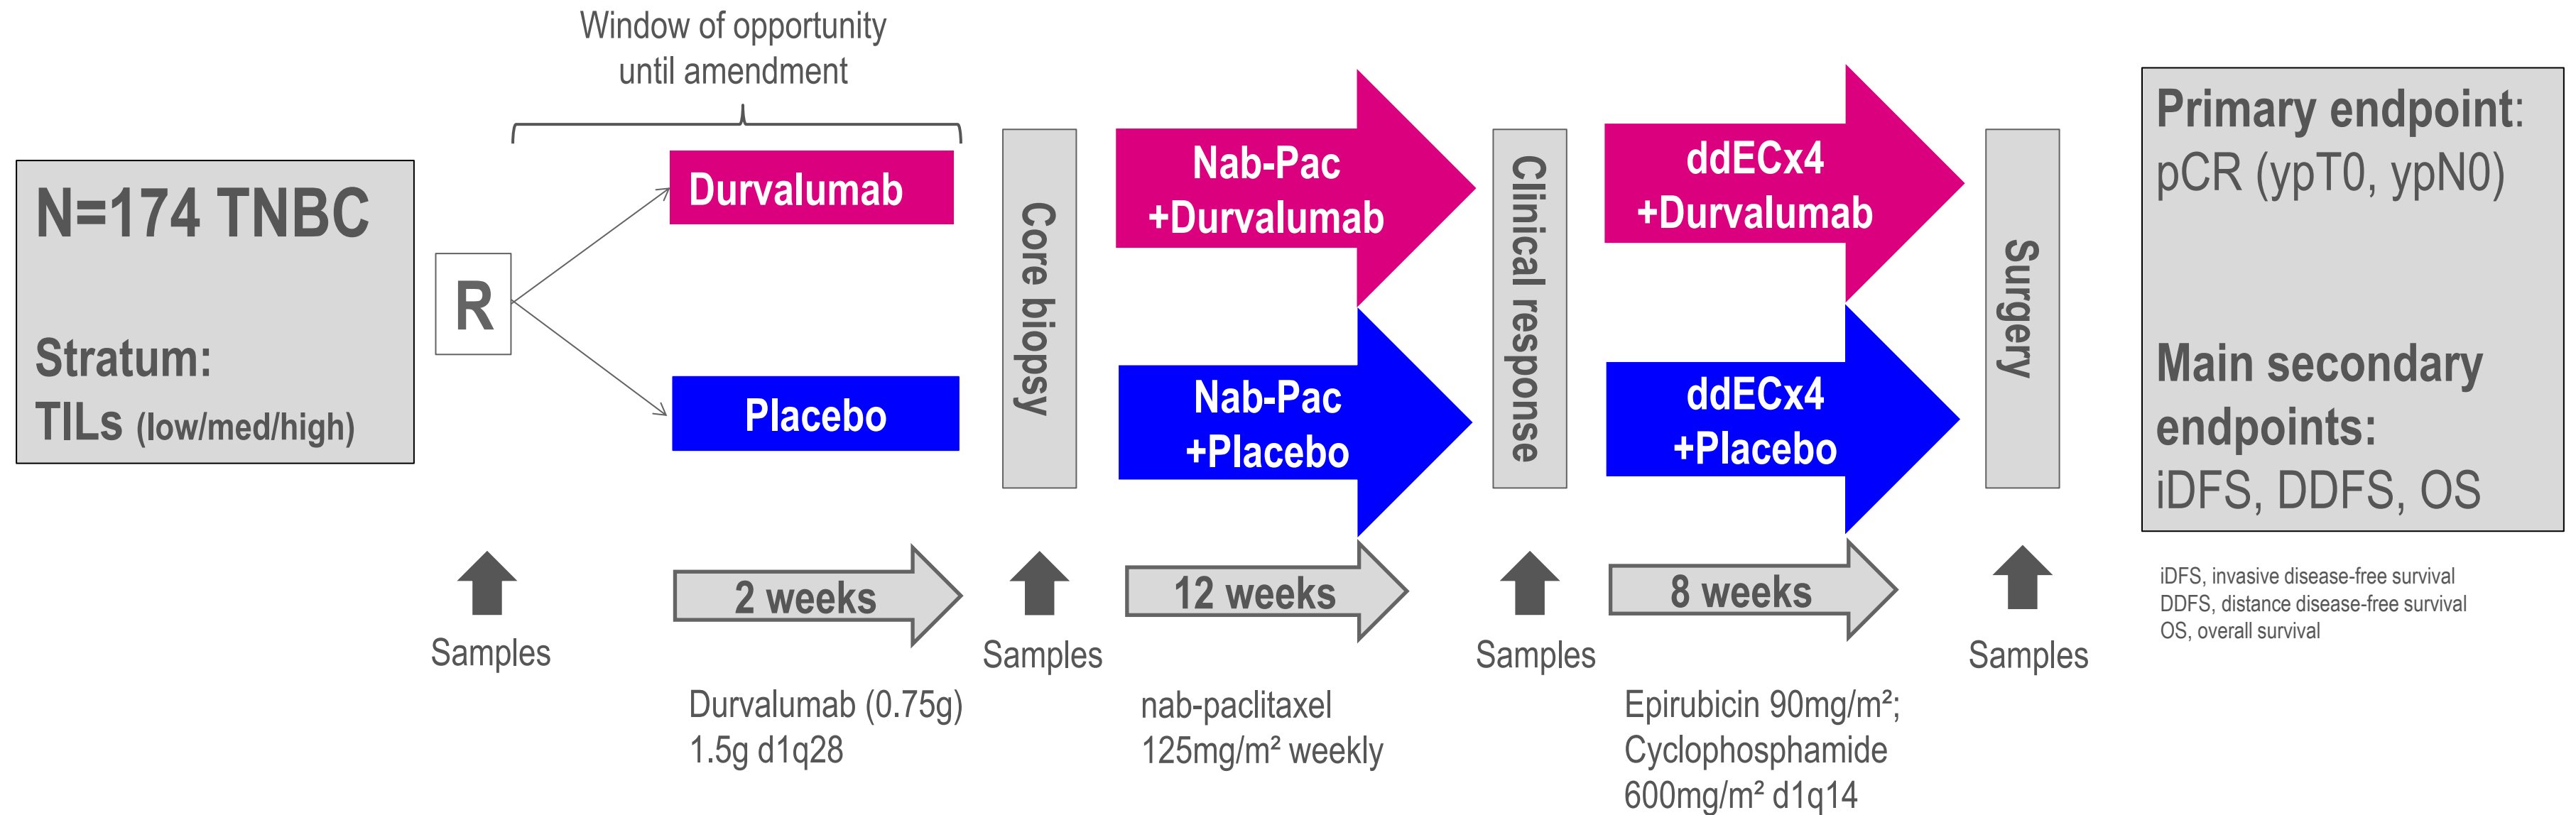 Window of opportunity
until amendment
N=174 TNBC
Stratum:
TILs (low/med/high)
R
Durvalumab
Placebo
Core biopsy
Nab-Pac
+Durvalumab
Nab-Pac
+Placebo
Clinical response
ddECx4
+Durvalumab
ddECx4
+Placebo
Surgery
Primary endpoint:
pCR (ypT0, ypN0)
Main secondary
endpoints:
iDFS, DDFS, OS
iDFS, invasive disease-free survival
DDFS, distance disease-free survival
OS, overall survival
Samples
2 weeks
Samples
12 weeks
Samples
8 weeks
Samples
Durvalumab (0.75g)
1.5g d1q28
nab-paclitaxel
125mg/m² weekly
Epirubicin 90mg/m²;
Cyclophosphamide
600mg/m² d1q14